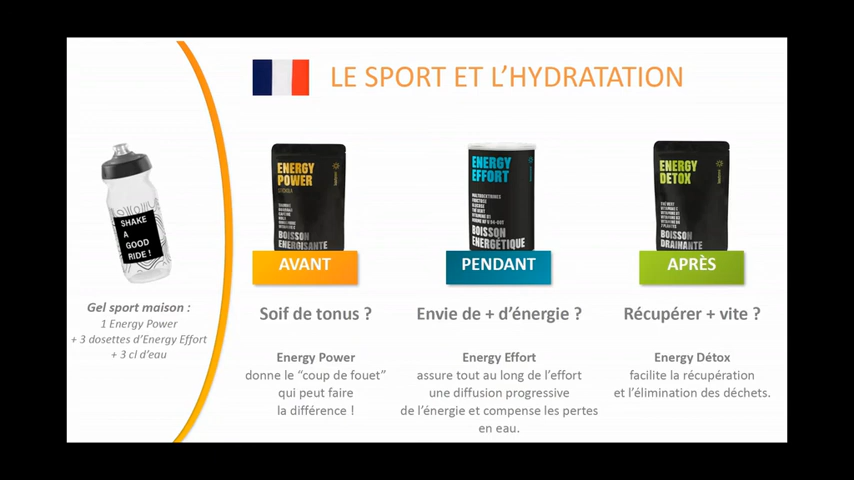 LE SPORT ET L’HYDRATATION
SHAKE
A
GOOD
RIDE !
Gel sport maison :
1 Energy Power
+ 3 dosettes d’Energy Effort
+ 3 cl d’eau
ENERGY
POWER
BOISSON
ENERGISANTE
AVANT
Soif de tonus ?
Energy Power
donne le “coup de fouet”
qui peut faire
la différence !
ENERGY
EFFORT
MALTODEXTRINES
FRUCTOSE
BOISSON
ENERGÉTIQUE
PENDANT
Envie de + d’énergie ?
Energy Effort
assure tout au long de l’effort
une diffusion progressive
de l’énergie et compense les pertes
en eau.
ENERGY
DETOX
BOISSON
DRAINANTE
APRÈS
Récupérer + vite ?
Energy Détox
facilite la récupération
et l’élimination des déchets.